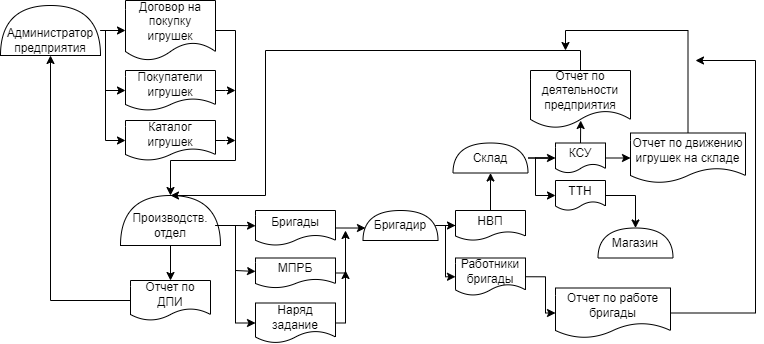 Администратор
предприятия
Договор на
покупку
игрушек
Покупатели
игрушек
Каталог
игрушек
Производств.
отдел
Отчет по
ДПИ
Бригады
МПРБ
Наряд
задание
Бригадир
НВП
Работники
бригады
Отчет по работе
бригады
Склад
КСУ
ТТН
Магазин
Отчет по
деятельности
предприятия
Отчет по движению
игрушек на складе